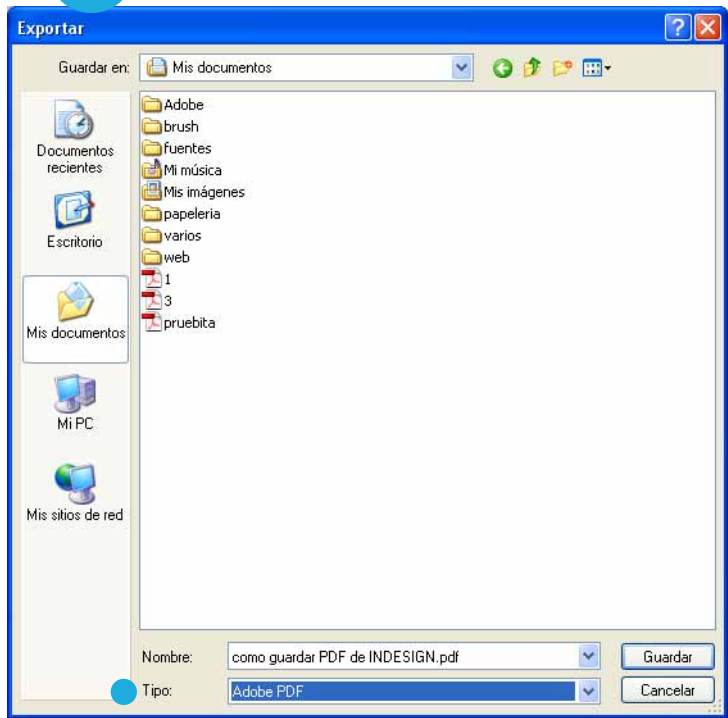 Exportar
Guardar en:
Mis documentos
Documentos
recientes
Escritorio
Mis documentos
Mi PC
Mis sitios de red
Adobe
brush
fuentes
Mi música
Mis imágenes
papeleria
varios
web
1
3
pruebita
Nombre:
como guardar PDF de INDESIGN.pdf
Guardar
Tipo:
Adobe PDF
Cancelar